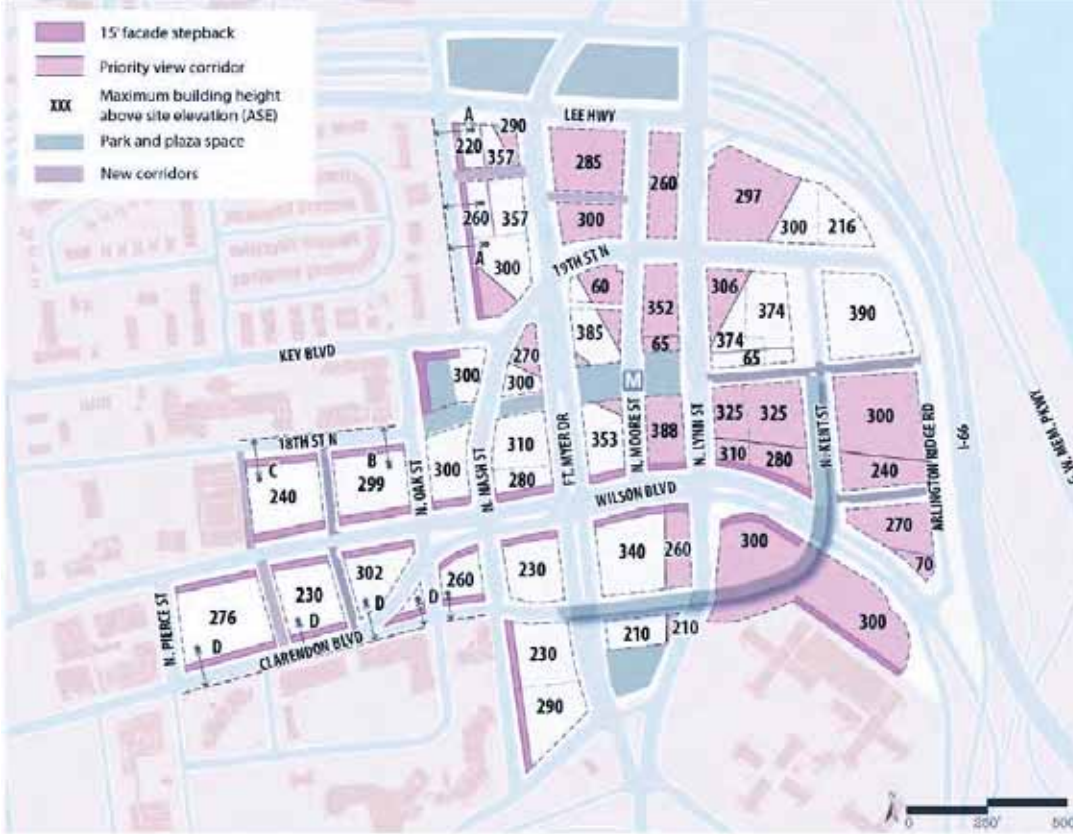 15' facade stepback
Priority view corridor
XXX Maximum building height
above site elevation (ASE)
Park and plaza space
New corridors
A
290
LEE HWY
220
357
285
260
297
260
357
300
300
216
A
300
19TH ST N
60
352
306
374
390
385
374
65
65
KEY BLVD
270
300
300
M
325
325
300
N. KENT ST
I-66
ARLINGTON RIDGE RD
18TH ST N
C
B
240
299
N. OAK ST
300
N. NASH ST
310
280
FT. MYER DR
353
N. MOORE ST
388
N. LYNN ST
310
280
240
WILSON BLVD
270
70
302
260
230
340
260
300
N. PIERCE ST
276
230
D
D
D
D
CLARENDON BLVD
210
210
300
230
290
0
250'